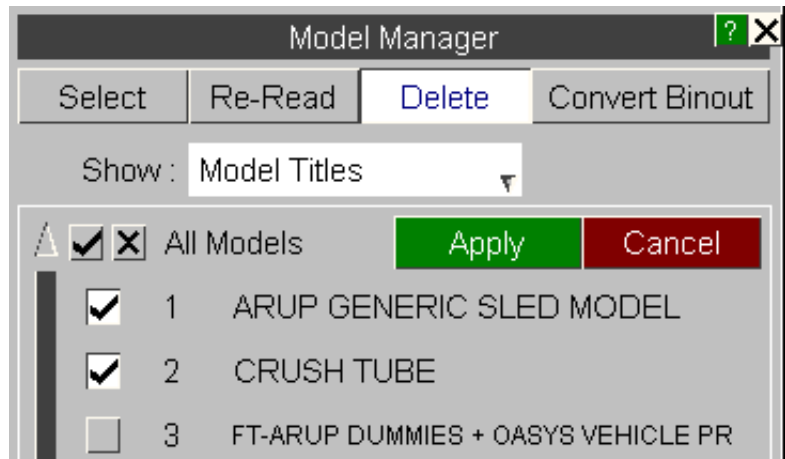 Model Manager ?
Select Re-Read Delete Convert Binout
Show : Model Titles
All Models Apply Cancel
1 ARUP GENERIC SLED MODEL
2 CRUSH TUBE
3 FT-ARUP DUMMIES + OASYS VEHICLE PR